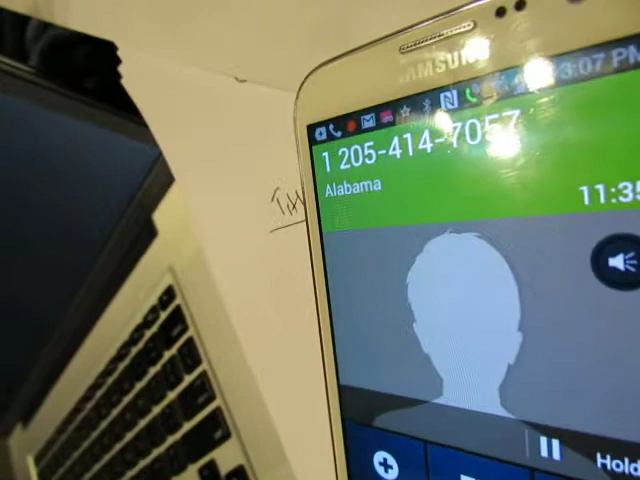 SAMSUNG
3:07 PM
1 205-414-7057
Alabama
11:35
Hold